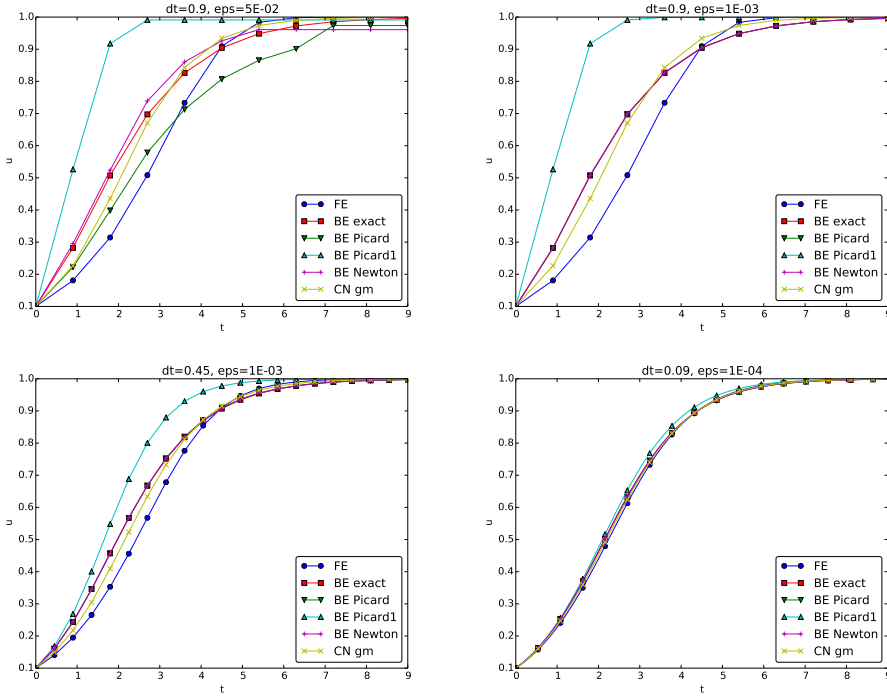 dt=0.9, eps=5E-02
1.0
0.9
0.8
0.7
0.6
0.5
0.4
0.3
0.2
0.1
u
0 1 2 3 4 5 6 7 8 9
t
FE
BE exact
BE Picard
BE Picard1
BE Newton
CN gm
dt=0.9, eps=1E-03
1.0
0.9
0.8
0.7
0.6
0.5
0.4
0.3
0.2
0.1
u
0 1 2 3 4 5 6 7 8 9
t
FE
BE exact
BE Picard
BE Picard1
BE Newton
CN gm
dt=0.45, eps=1E-03
1.0
0.9
0.8
0.7
0.6
0.5
0.4
0.3
0.2
0.1
u
0 1 2 3 4 5 6 7 8 9
t
FE
BE exact
BE Picard
BE Picard1
BE Newton
CN gm
dt=0.09, eps=1E-04
1.0
0.9
0.8
0.7
0.6
0.5
0.4
0.3
0.2
0.1
u
0 1 2 3 4 5 6 7 8 9
t
FE
BE exact
BE Picard
BE Picard1
BE Newton
CN gm